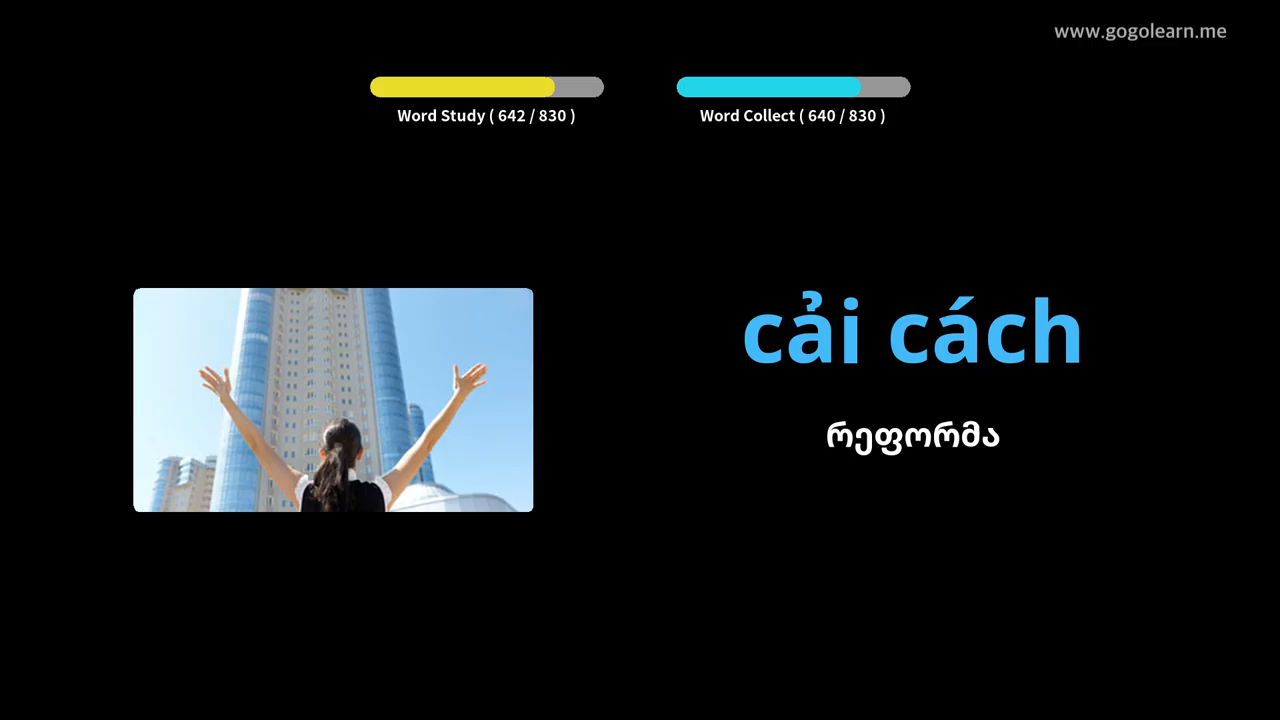 www.gogolearn.me
Word Study ( 642 / 830 )
Word Collect ( 640 / 830 )
cải cách
რეფორმა